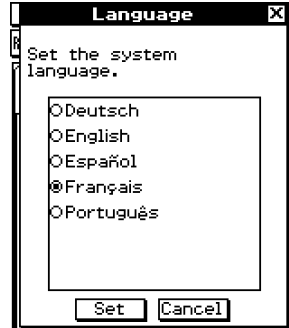 Language
Set the system
language.
Deutsch
English
Español
Français
Português
Set Cancel